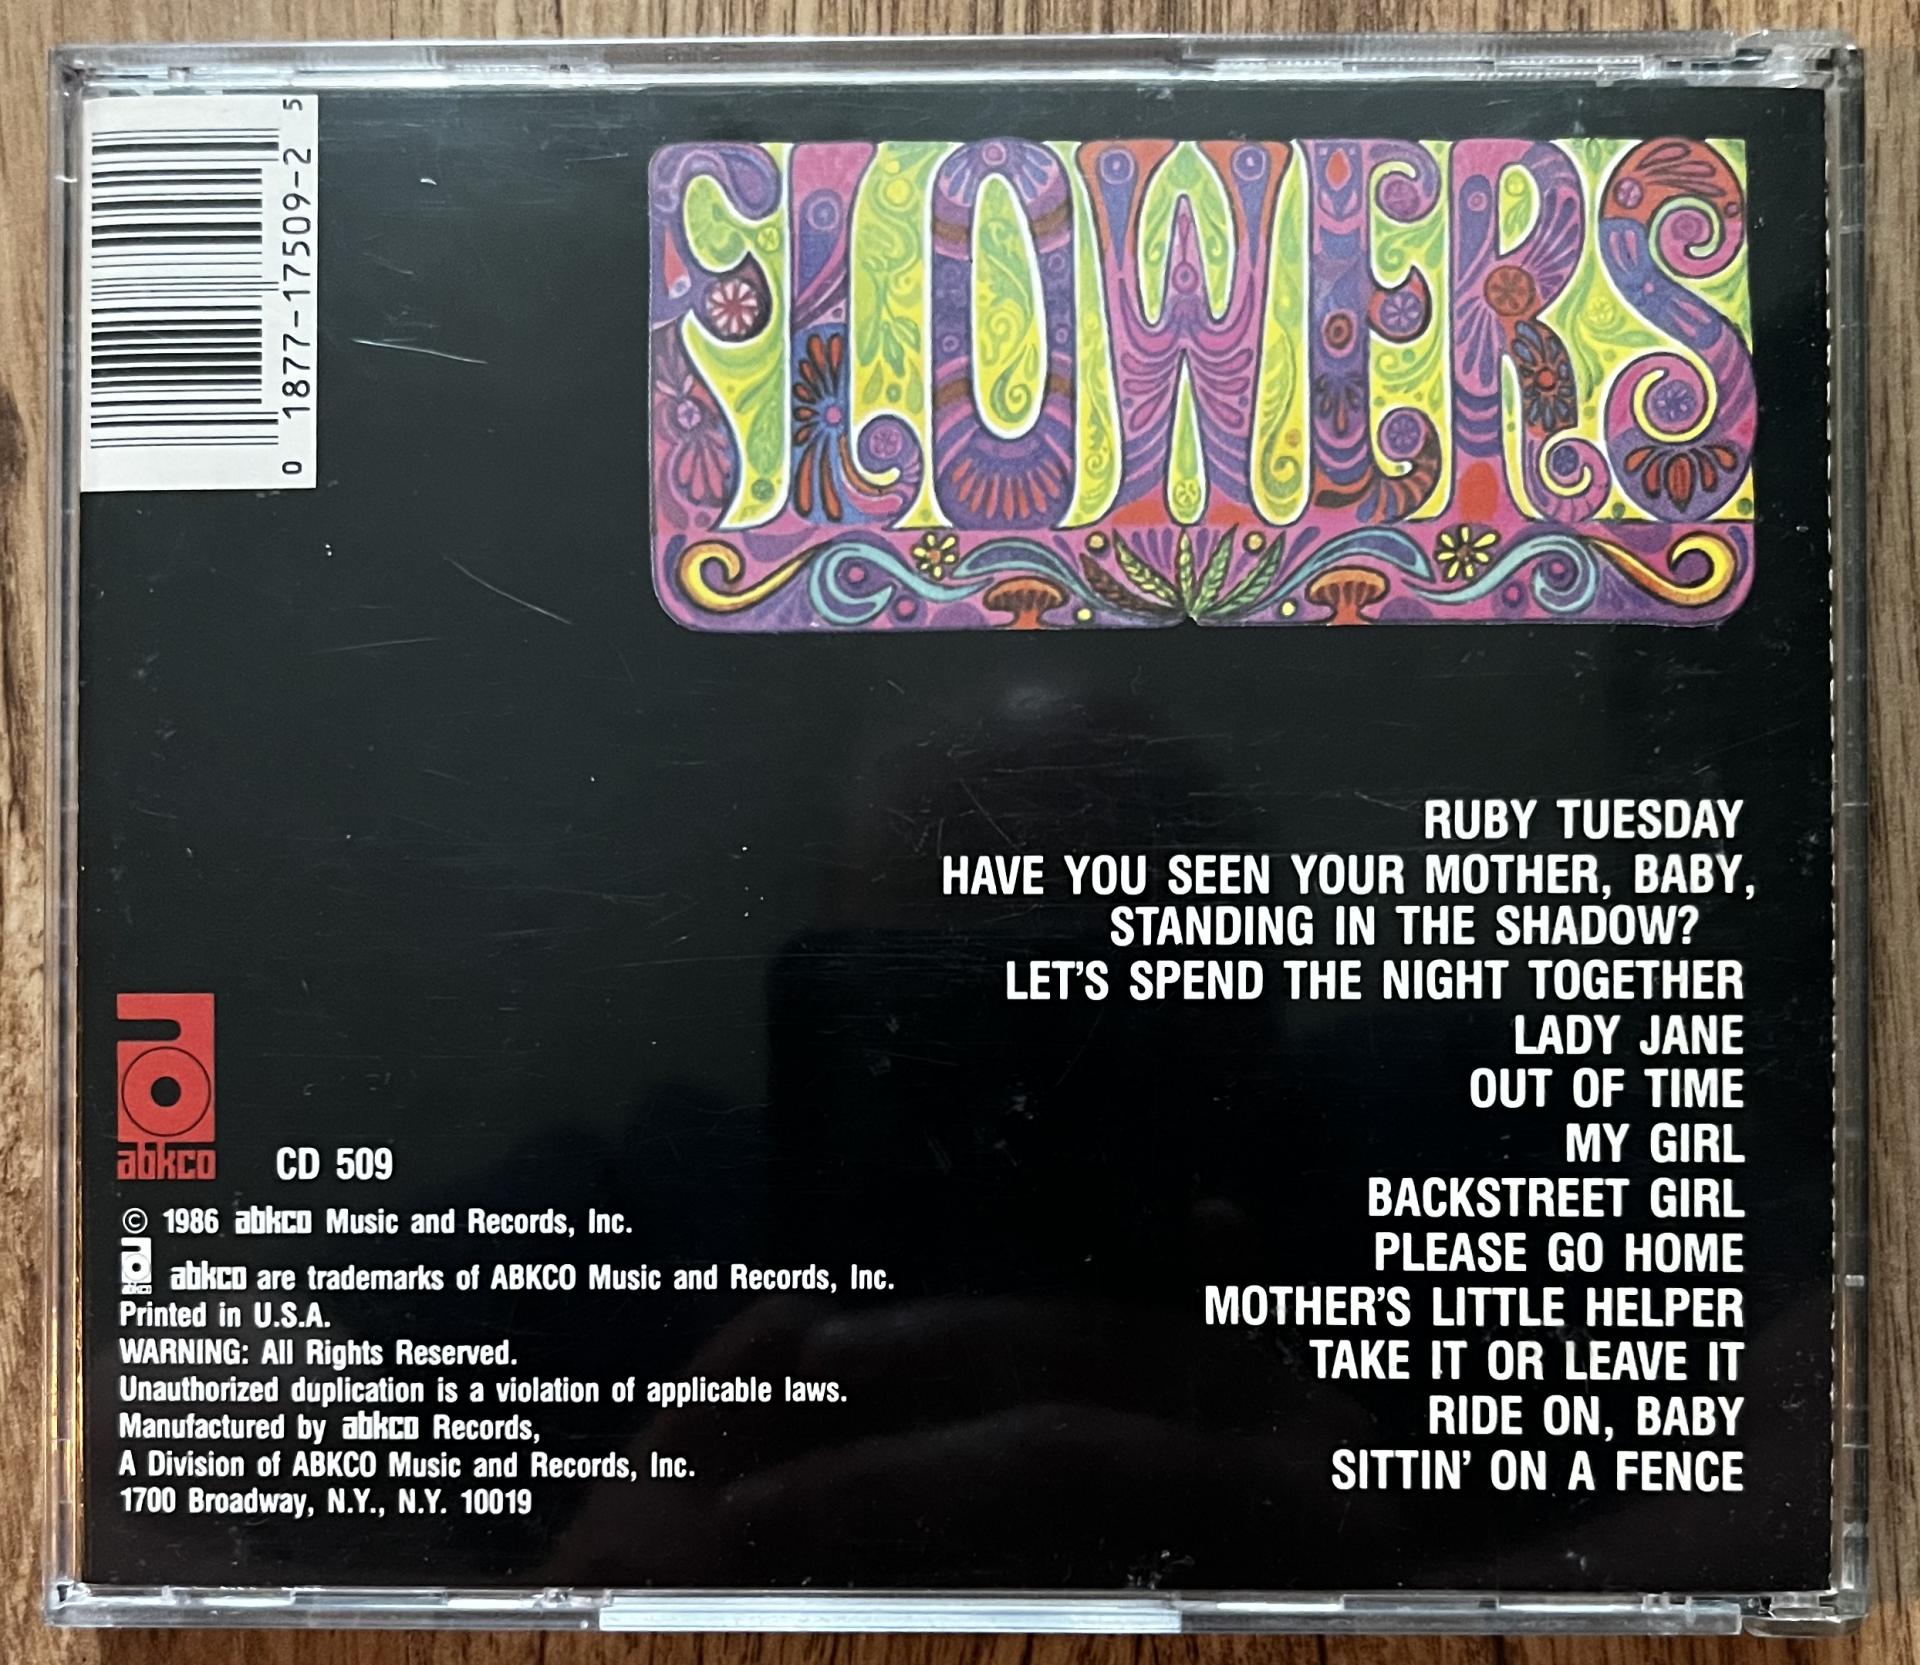 0 18771-17509-2 5
FLOWERS
RUBY TUESDAY
HAVE YOU SEEN YOUR MOTHER, BABY,
STANDING IN THE SHADOW?
LET'S SPEND THE NIGHT TOGETHER
LADY JANE
OUT OF TIME
MY GIRL
BACKSTREET GIRL
PLEASE GO HOME
MOTHER'S LITTLE HELPER
TAKE IT OR LEAVE IT
RIDE ON, BABY
SITTIN' ON A FENCE
abkco
CD 509
© 1986 abkco Music and Records, Inc.
abkco abkco are trademarks of ABKCO Music and Records, Inc.
Printed in U.S.A.
WARNING: All Rights Reserved.
Unauthorized duplication is a violation of applicable laws.
Manufactured by abkco Records,
A Division of ABKCO Music and Records, Inc.
1700 Broadway, N.Y., N.Y. 10019